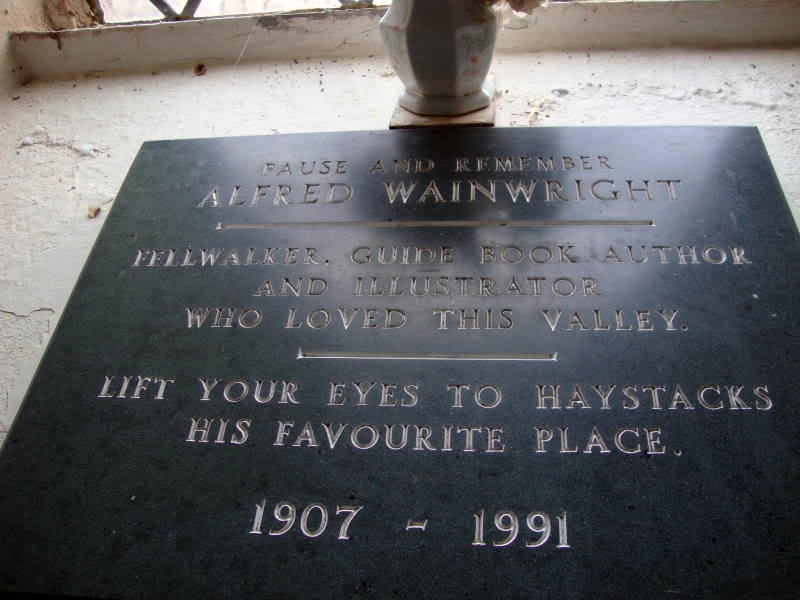 PAUSE AND REMEMBER
ALFRED WAINWRIGHT
FELLWALKER, GUIDE BOOK AUTHOR
AND ILLUSTRATOR
WHO LOVED THIS VALLEY.
LIFT YOUR EYES TO HAYSTACKS
HIS FAVOURITE PLACE.
1907 - 1991